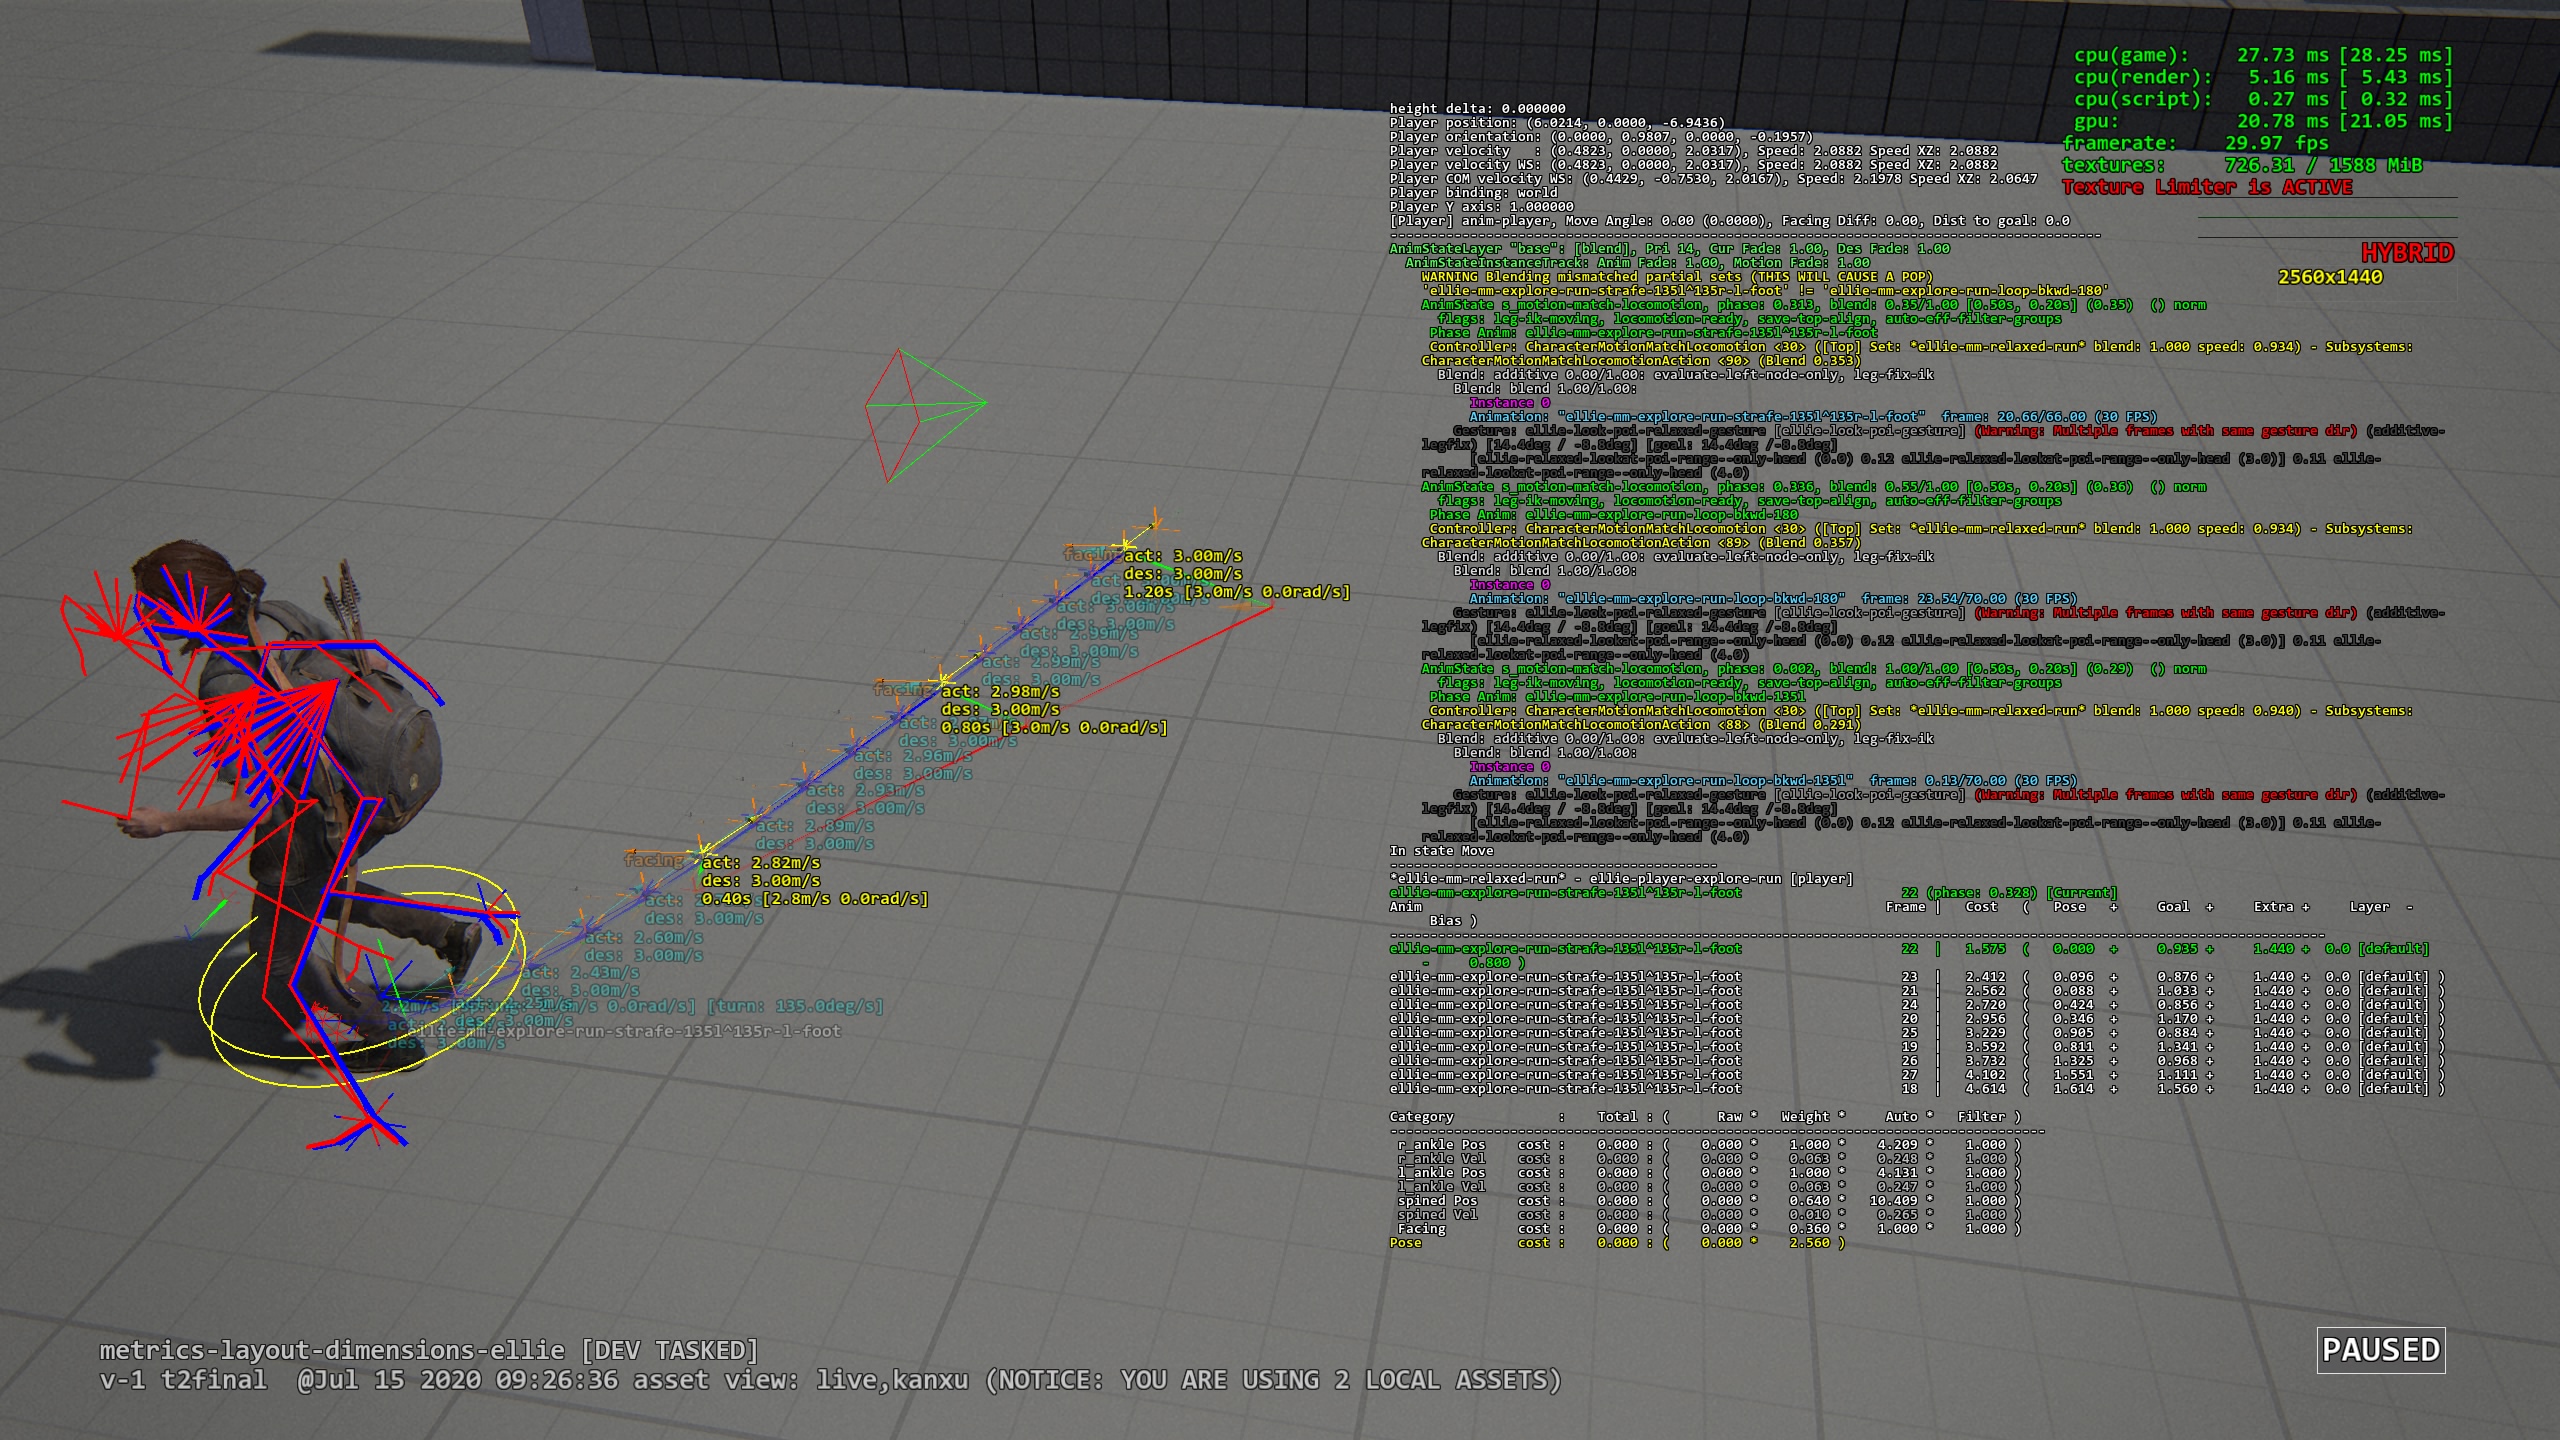 cpu(game): 27.73 ms [28.25 ms]
cpu(render): 5.16 ms [ 5.43 ms]
cpu(script): 0.27 ms [ 0.32 ms]
gpu: 20.78 ms [21.05 ms]
framerate: 29.97 fps
textures: 726.31 / 1588 MiB
Texture Limiter is ACTIVE
HYBRID
2560x1440
height delta: 0.000000
Player position: (6.0214, 0.0000, -6.9436)
Player orientation: (0.0000, 0.9807, 0.0000, -0.1957)
Player velocity   : (0.4823, 0.0000, 2.0317), Speed: 2.0882 Speed XZ: 2.0882
Player velocity WS: (0.4823, 0.0000, 2.0317), Speed: 2.0882 Speed XZ: 2.0882
Player COM velocity WS: (0.4429, -0.7530, 2.0167), Speed: 2.1978 Speed XZ: 2.0647
Player binding: world
Player Y axis: 1.000000
[Player] anim-player, Move Angle: 0.00 (0.0000), Facing Diff: 0.00, Dist to goal: 0.0
AnimStateLayer "base": [blend], Pri 14, Cur Fade: 1.00, Des Fade: 1.00
AnimStateInstanceTrack: Anim Fade: 1.00, Motion Fade: 1.00
WARNING Blending mismatched partial sets (THIS WILL CAUSE A POP)
'ellie-mm-explore-run-strafe-135l^135r-l-foot' != 'ellie-mm-explore-run-loop-bkwd-180'
AnimState s_motion-match-locomotion, phase: 0.313, blend: 0.35/1.00 [0.50s, 0.20s] (0.35)  () norm
flags: leg-ik-moving, locomotion-ready, save-top-align, auto-eff-filter-groups
Phase Anim: ellie-mm-explore-run-strafe-135l^135r-l-foot
Controller: CharacterMotionMatchLocomotion <30> ([Top] Set: *ellie-mm-relaxed-run* blend: 1.000 speed: 0.934) - Subsystems:
CharacterMotionMatchLocomotionAction <90> (Blend 0.353)
Blend: additive 0.00/1.00: evaluate-left-node-only, leg-fix-ik
Blend: blend 1.00/1.00:
Instance 0
Animation: "ellie-mm-explore-run-strafe-135l^135r-l-foot"  frame: 20.66/66.00 (30 FPS)
Gesture: ellie-look-poi-relaxed-gesture [ellie-look-poi-gesture] (Warning: Multiple frames with same gesture dir) (additive-
legfix) [14.4deg / -8.8deg] [goal: 14.4deg /-8.8deg]
[ellie-relaxed-lookat-poi-range--only-head (0.0) 0.12 ellie-relaxed-lookat-poi-range--only-head (3.0)] 0.11 ellie-
relaxed-lookat-poi-range--only-head (4.0)
AnimState s_motion-match-locomotion, phase: 0.336, blend: 0.55/1.00 [0.50s, 0.20s] (0.36)  () norm
flags: leg-ik-moving, locomotion-ready, save-top-align, auto-eff-filter-groups
Phase Anim: ellie-mm-explore-run-loop-bkwd-180
Controller: CharacterMotionMatchLocomotion <30> ([Top] Set: *ellie-mm-relaxed-run* blend: 1.000 speed: 0.934) - Subsystems:
CharacterMotionMatchLocomotionAction <89> (Blend 0.357)
Blend: additive 0.00/1.00: evaluate-left-node-only, leg-fix-ik
Blend: blend 1.00/1.00:
Instance 0
Animation: "ellie-mm-explore-run-loop-bkwd-180"  frame: 23.54/70.00 (30 FPS)
Gesture: ellie-look-poi-relaxed-gesture [ellie-look-poi-gesture] (Warning: Multiple frames with same gesture dir) (additive-
legfix) [14.4deg / -8.8deg] [goal: 14.4deg /-8.8deg]
[ellie-relaxed-lookat-poi-range--only-head (0.0) 0.12 ellie-relaxed-lookat-poi-range--only-head (3.0)] 0.11 ellie-
relaxed-lookat-poi-range--only-head (4.0)
AnimState s_motion-match-locomotion, phase: 0.002, blend: 1.00/1.00 [0.50s, 0.20s] (0.29)  () norm
flags: leg-ik-moving, locomotion-ready, save-top-align, auto-eff-filter-groups
Phase Anim: ellie-mm-explore-run-loop-bkwd-135l
Controller: CharacterMotionMatchLocomotion <30> ([Top] Set: *ellie-mm-relaxed-run* blend: 1.000 speed: 0.940) - Subsystems:
CharacterMotionMatchLocomotionAction <88> (Blend 0.291)
Blend: additive 0.00/1.00: evaluate-left-node-only, leg-fix-ik
Blend: blend 1.00/1.00:
Instance 0
Animation: "ellie-mm-explore-run-loop-bkwd-135l"  frame: 0.13/70.00 (30 FPS)
Gesture: ellie-look-poi-relaxed-gesture [ellie-look-poi-gesture] (Warning: Multiple frames with same gesture dir) (additive-
legfix) [14.4deg / -8.8deg] [goal: 14.4deg /-8.8deg]
[ellie-relaxed-lookat-poi-range--only-head (0.0) 0.12 ellie-relaxed-lookat-poi-range--only-head (3.0)] 0.11 ellie-
relaxed-lookat-poi-range--only-head (4.0)
In state Move
*ellie-mm-relaxed-run* - ellie-player-explore-run [player]
ellie-mm-explore-run-strafe-135l^135r-l-foot 22 (phase: 0.328) [Current]
Anim Frame | Cost ( Pose + Goal + Extra + Layer -
Bias )
ellie-mm-explore-run-strafe-135l^135r-l-foot 22 | 1.575 ( 0.000 + 0.935 + 1.440 + 0.0 [default]
- 0.800 )
ellie-mm-explore-run-strafe-135l^135r-l-foot 23 | 2.412 ( 0.096 + 0.876 + 1.440 + 0.0 [default] )
ellie-mm-explore-run-strafe-135l^135r-l-foot 21 | 2.562 ( 0.088 + 1.033 + 1.440 + 0.0 [default] )
ellie-mm-explore-run-strafe-135l^135r-l-foot 24 | 2.720 ( 0.424 + 0.856 + 1.440 + 0.0 [default] )
ellie-mm-explore-run-strafe-135l^135r-l-foot 20 | 2.956 ( 0.346 + 1.170 + 1.440 + 0.0 [default] )
ellie-mm-explore-run-strafe-135l^135r-l-foot 25 | 3.229 ( 0.905 + 0.884 + 1.440 + 0.0 [default] )
ellie-mm-explore-run-strafe-135l^135r-l-foot 19 | 3.592 ( 0.811 + 1.341 + 1.440 + 0.0 [default] )
ellie-mm-explore-run-strafe-135l^135r-l-foot 26 | 3.732 ( 1.325 + 0.968 + 1.440 + 0.0 [default] )
ellie-mm-explore-run-strafe-135l^135r-l-foot 27 | 4.102 ( 1.551 + 1.111 + 1.440 + 0.0 [default] )
ellie-mm-explore-run-strafe-135l^135r-l-foot 18 | 4.614 ( 1.614 + 1.560 + 1.440 + 0.0 [default] )
Category : Total : ( Raw * Weight * Auto * Filter )
r_ankle Pos cost : 0.000 : ( 0.000 * 1.000 * 4.209 * 1.000 )
r_ankle Vel cost : 0.000 : ( 0.000 * 0.063 * 0.248 * 1.000 )
l_ankle Pos cost : 0.000 : ( 0.000 * 1.000 * 4.131 * 1.000 )
l_ankle Vel cost : 0.000 : ( 0.000 * 0.063 * 0.247 * 1.000 )
spined Pos cost : 0.000 : ( 0.000 * 0.640 * 10.409 * 1.000 )
spined Vel cost : 0.000 : ( 0.000 * 0.010 * 0.265 * 1.000 )
Facing cost : 0.000 : ( 0.000 * 0.360 * 1.000 * 1.000 )
Pose cost : 0.000 : ( 0.000 * 2.560 )
facing
act: 3.00m/s
des: 3.00m/s
1.20s [3.0m/s 0.0rad/s]
3.00m/s
act: 2.99m/s
des: 3.00m/s
act: 2.99m/s
des: 3.00m/s
facing
act: 2.98m/s
des: 3.00m/s
0.80s [3.0m/s 0.0rad/s]
des: 3.00m/s
act: 2.96m/s
des: 3.00m/s
act: 2.93m/s
des: 3.00m/s
act: 2.89m/s
des: 3.00m/s
facing
act: 2.82m/s
des: 3.00m/s
0.40s [2.8m/s 0.0rad/s]
des: 3.00m/s
act: 2.60m/s
des: 3.00m/s
act: 2.43m/s
des: 3.00m/s
0.0rad/s] [turn: 135.0deg/s]
des: 3.00m/s
ellie-mm-explore-run-strafe-135l^135r-l-foot
des: 3.00m/s
metrics-layout-dimensions-ellie [DEV TASKED]
v-1 t2final  @Jul 15 2020 09:26:36 asset view: live,kanxu (NOTICE: YOU ARE USING 2 LOCAL ASSETS)
PAUSED